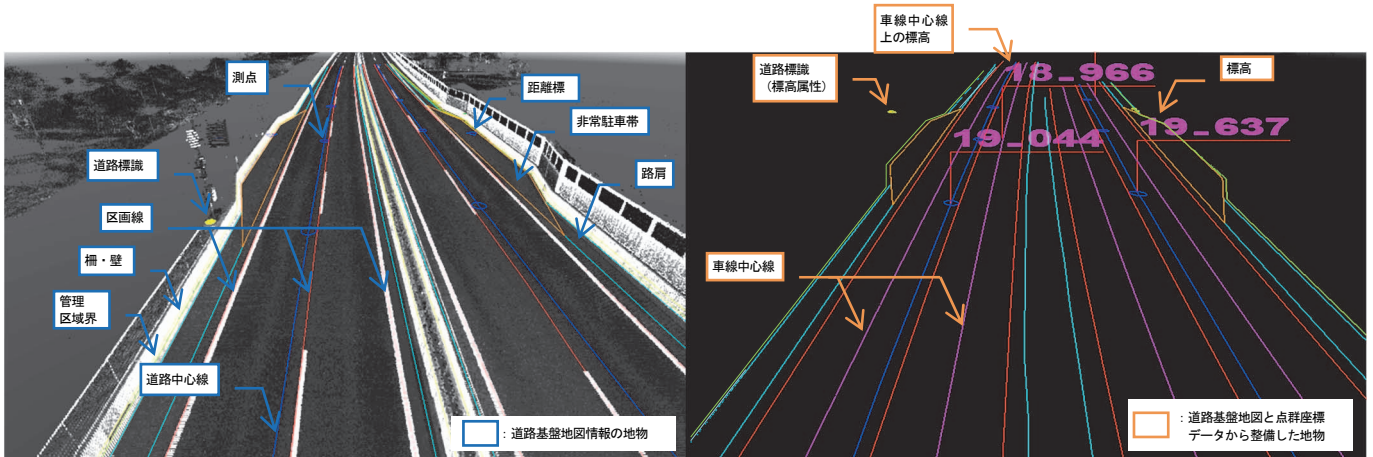 測点
距離標
非常駐車帯
道路標識
路肩
区画線
柵・壁
管理
区域界
道路中心線
：道路基盤地図情報の地物
車線中心線
上の標高
道路標識
（標高属性）
標高
18_966
19_637
19_044
車線中心線
：道路基盤地図と点群座標
データから整備した地物